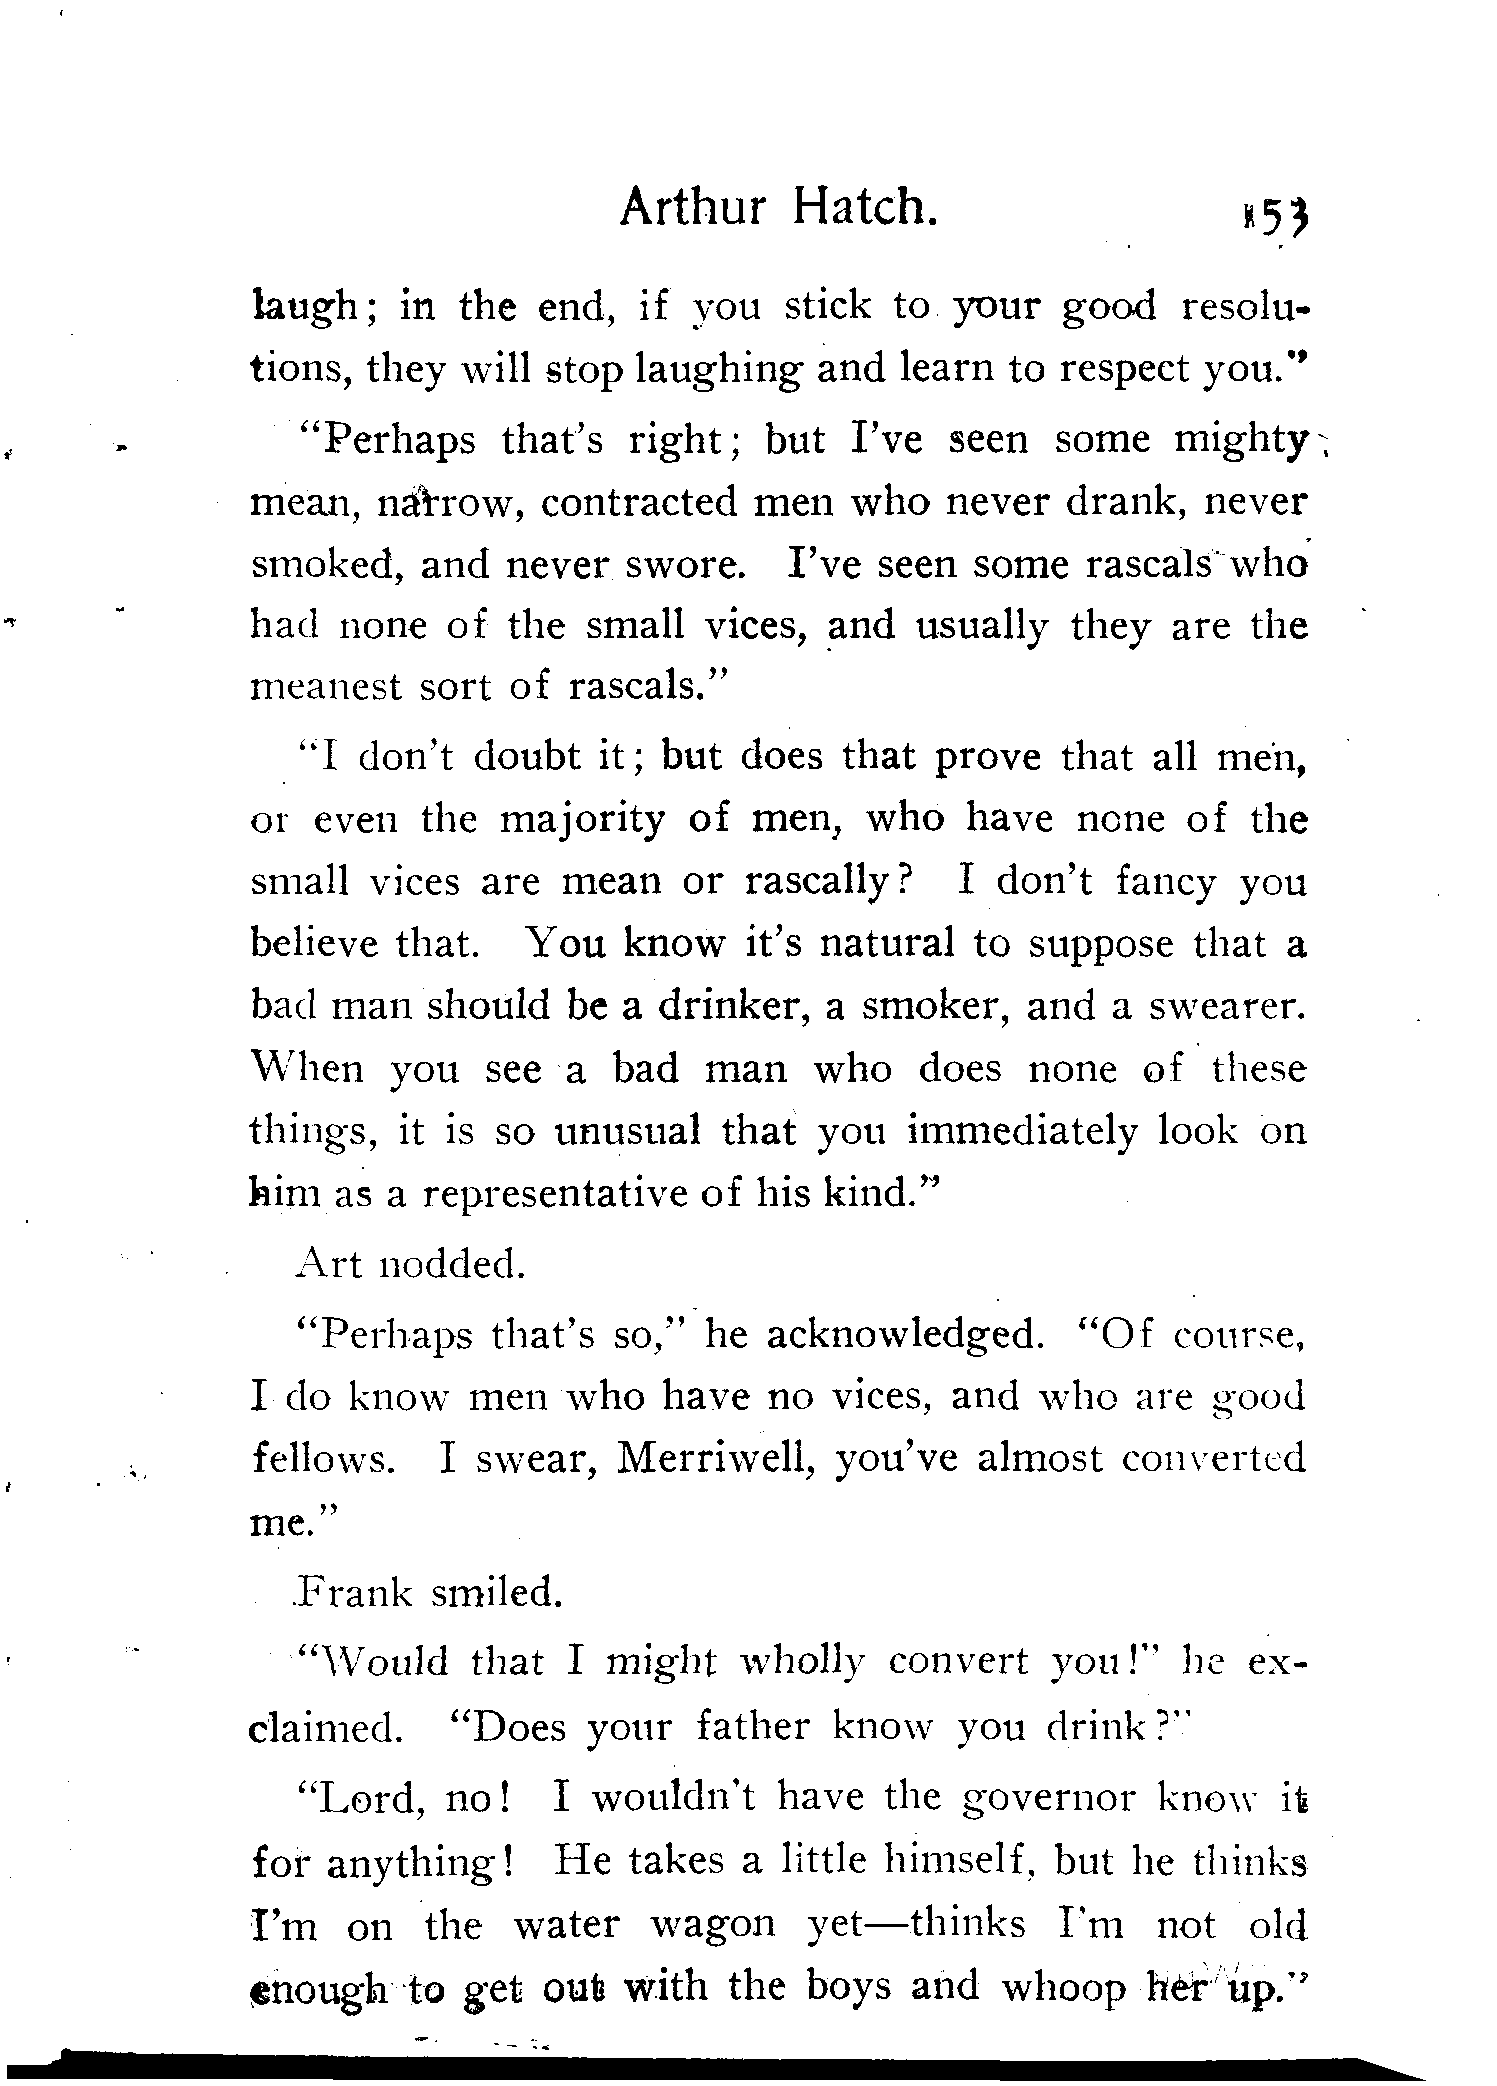 Arthur Hatch. 153
laugh; in the end, if you stick to your good resolu-
tions, they will stop laughing and learn to respect you."
"Perhaps that's right; but I've seen some mighty
mean, narrow, contracted men who never drank, never
smoked, and never swore. I've seen some rascals who
had none of the small vices, and usually they are the
meanest sort of rascals."
"I don't doubt it; but does that prove that all men,
or even the majority of men, who have none of the
small vices are mean or rascally? I don't fancy you
believe that. You know it's natural to suppose that a
bad man should be a drinker, a smoker, and a swearer.
When you see a bad man who does none of these
things, it is so unusual that you immediately look on
him as a representative of his kind."
Art nodded.
"Perhaps that's so," he acknowledged. "Of course,
I do know men who have no vices, and who are good
fellows. I swear, Merriwell, you've almost converted
me."
Frank smiled.
"Would that I might wholly convert you!" he ex-
claimed. "Does your father know you drink?"
"Lord, no! I wouldn't have the governor know it
for anything! He takes a little himself, but he thinks
I'm on the water wagon yet—thinks I'm not old
enough to get out with the boys and whoop her up."